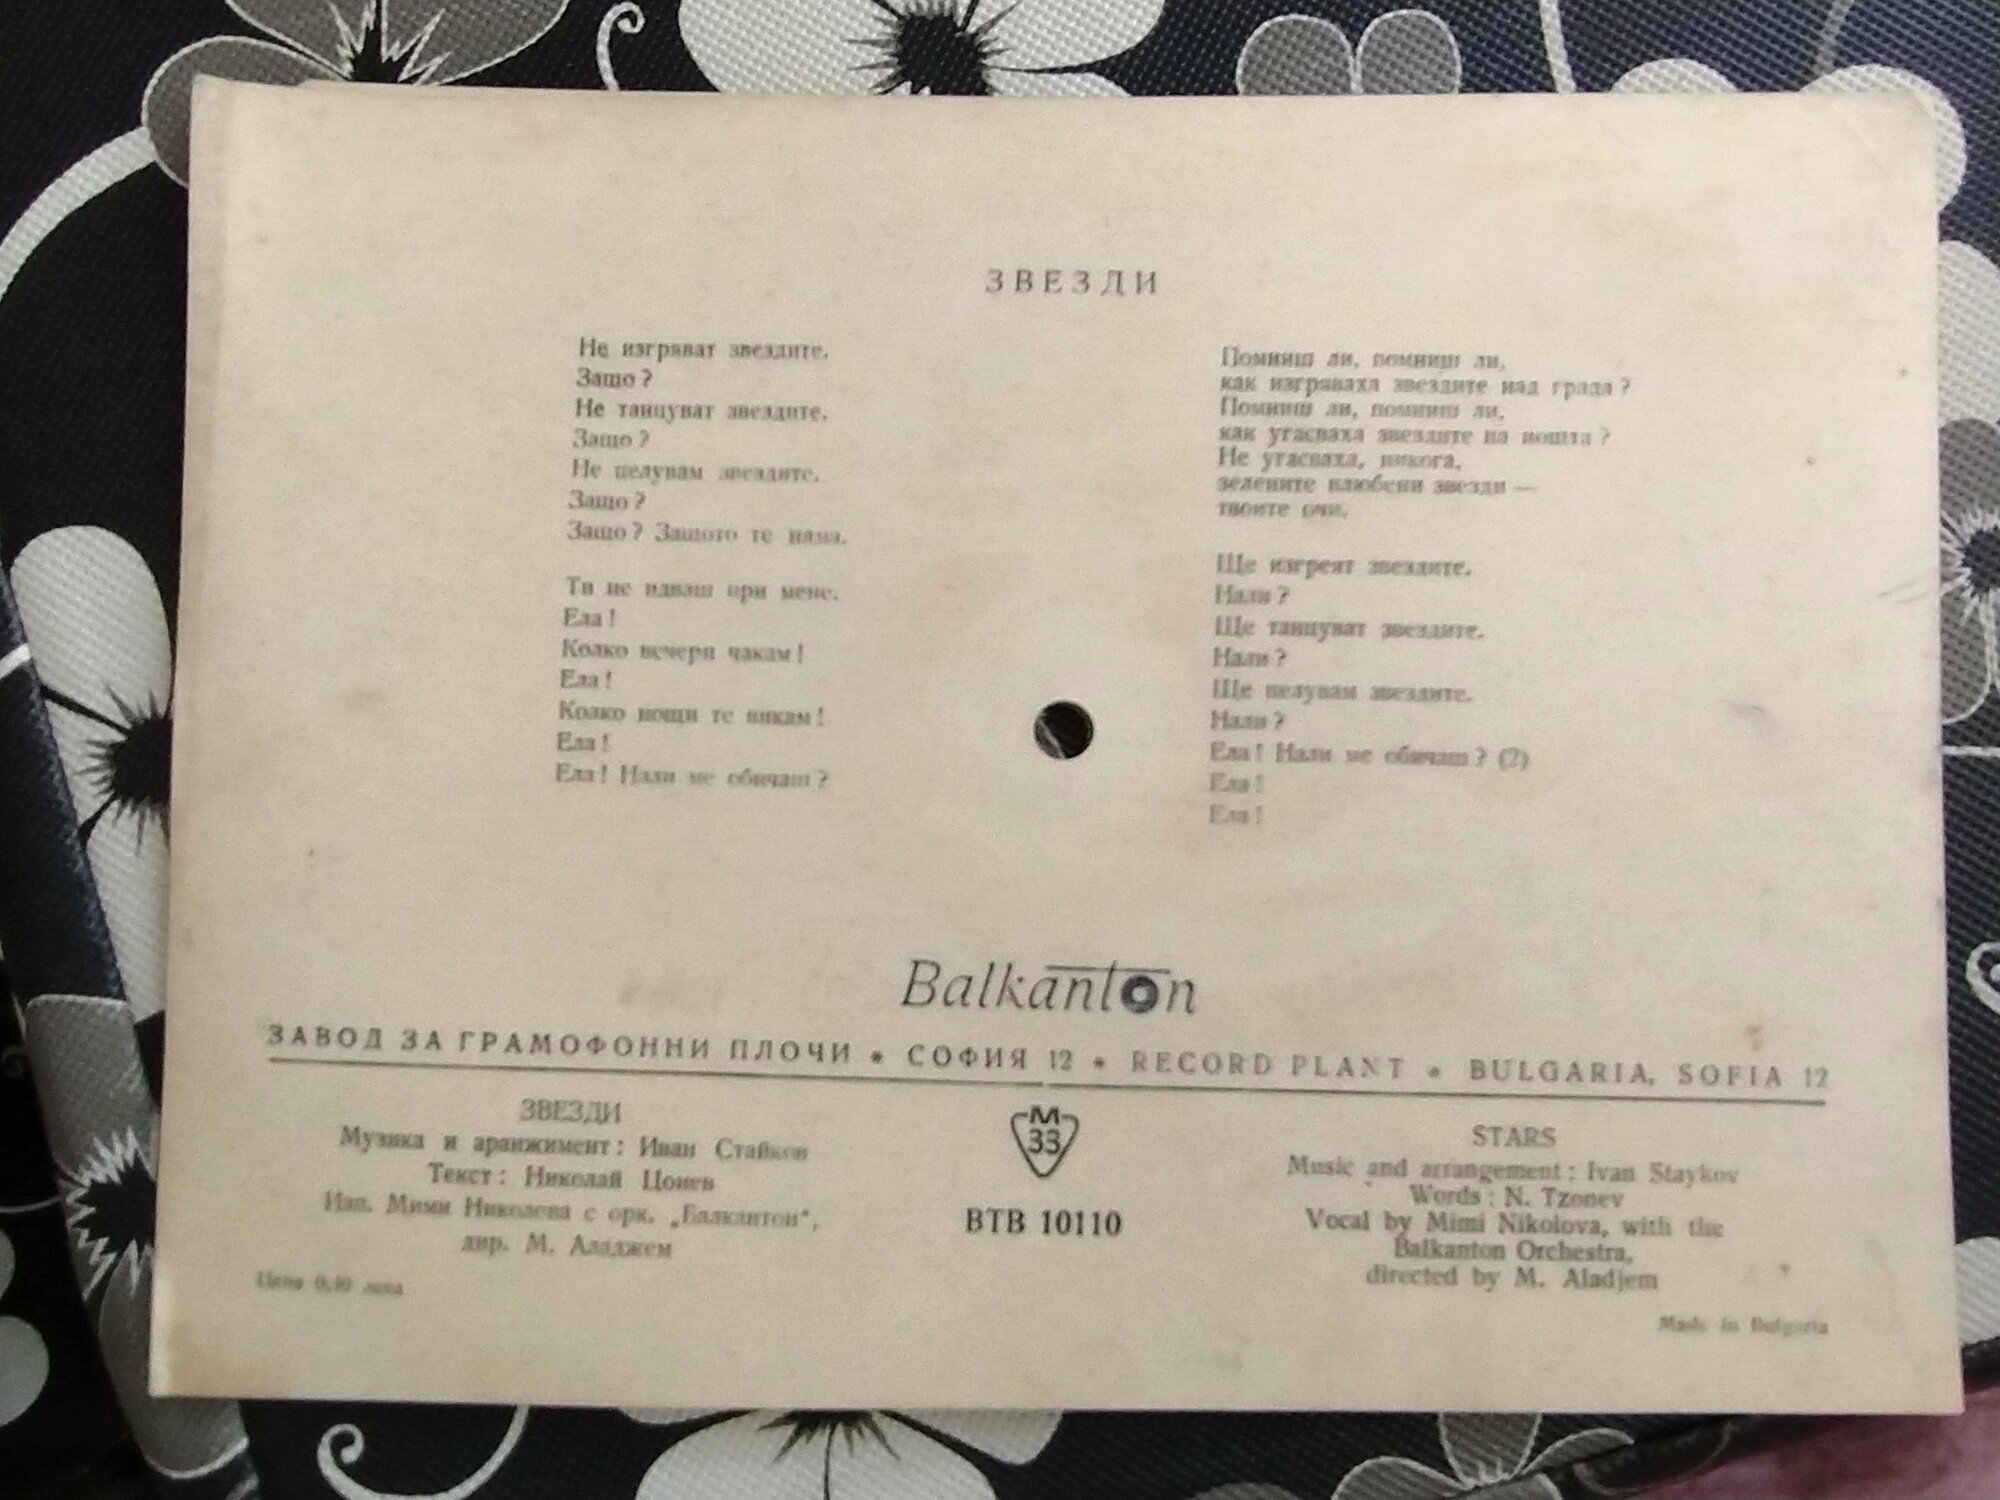 ЗВЕЗДИ
Не изгряват звездите.
Защо?
Не танцуват звездите.
Защо?
Не целувам звездите.
Защо?
Защо? Защото те няма.
Ти не идваш при мене.
Ела!
Колко вечери чакам!
Ела!
Колко нощи те викам!
Ела!
Ела! Нали ме обичаш?
Помниш ли, помниш ли,
как изгряваха звездите над града?
Помниш ли, помниш ли,
как угасваха звездите на нощта?
Не угасваха, никога,
зелените влюбени звезди —
твоите очи.
Ще изгреят звездите.
Нали?
Ще танцуват звездите.
Нали?
Ще целувам звездите.
Нали?
Ела! Нали ме обичаш? (2)
Ела!
Ела!
Balkanton
ЗАВОД ЗА ГРАМОФОННИ ПЛОЧИ * СОФИЯ 12 * RECORD PLANT * BULGARIA, SOFIA 12
ЗВЕЗДИ
Музика и аранжимент: Иван Стайков
Текст: Николай Цонев
Изп. Мими Николова с орк. „Балкантон“,
дир. М. Аладжем
Цена 0,40 лева
М
33
ВТВ 10110
STARS
Music and arrangement: Ivan Staykov
Words: N. Tzonev
Vocal by Mimi Nikolova, with the
Balkanton Orchestra,
directed by M. Aladjem
Made in Bulgaria